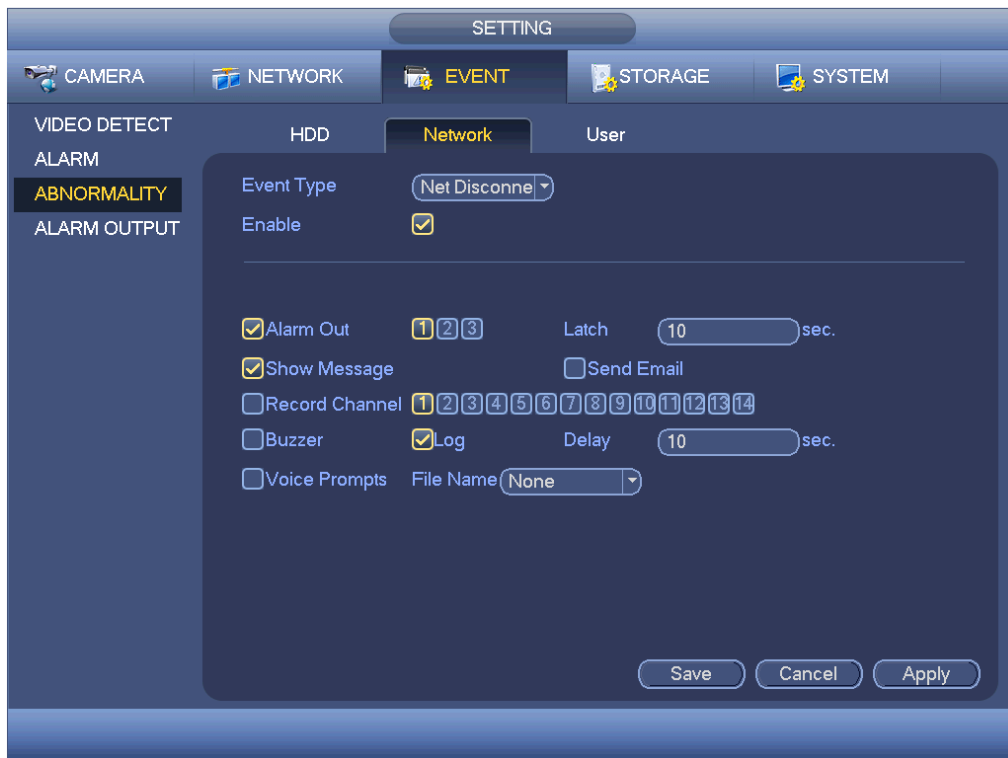 SETTING
CAMERA NETWORK EVENT STORAGE SYSTEM
VIDEO DETECT
ALARM
ABNORMALITY
ALARM OUTPUT
HDD Network User
Event Type Net Disconne
Enable
Alarm Out 1 2 3 Latch 10 sec.
Show Message Send Email
Record Channel 1 2 3 4 5 6 7 8 9 10 11 12 13 14
Buzzer Log Delay 10 sec.
Voice Prompts File Name None
Save Cancel Apply